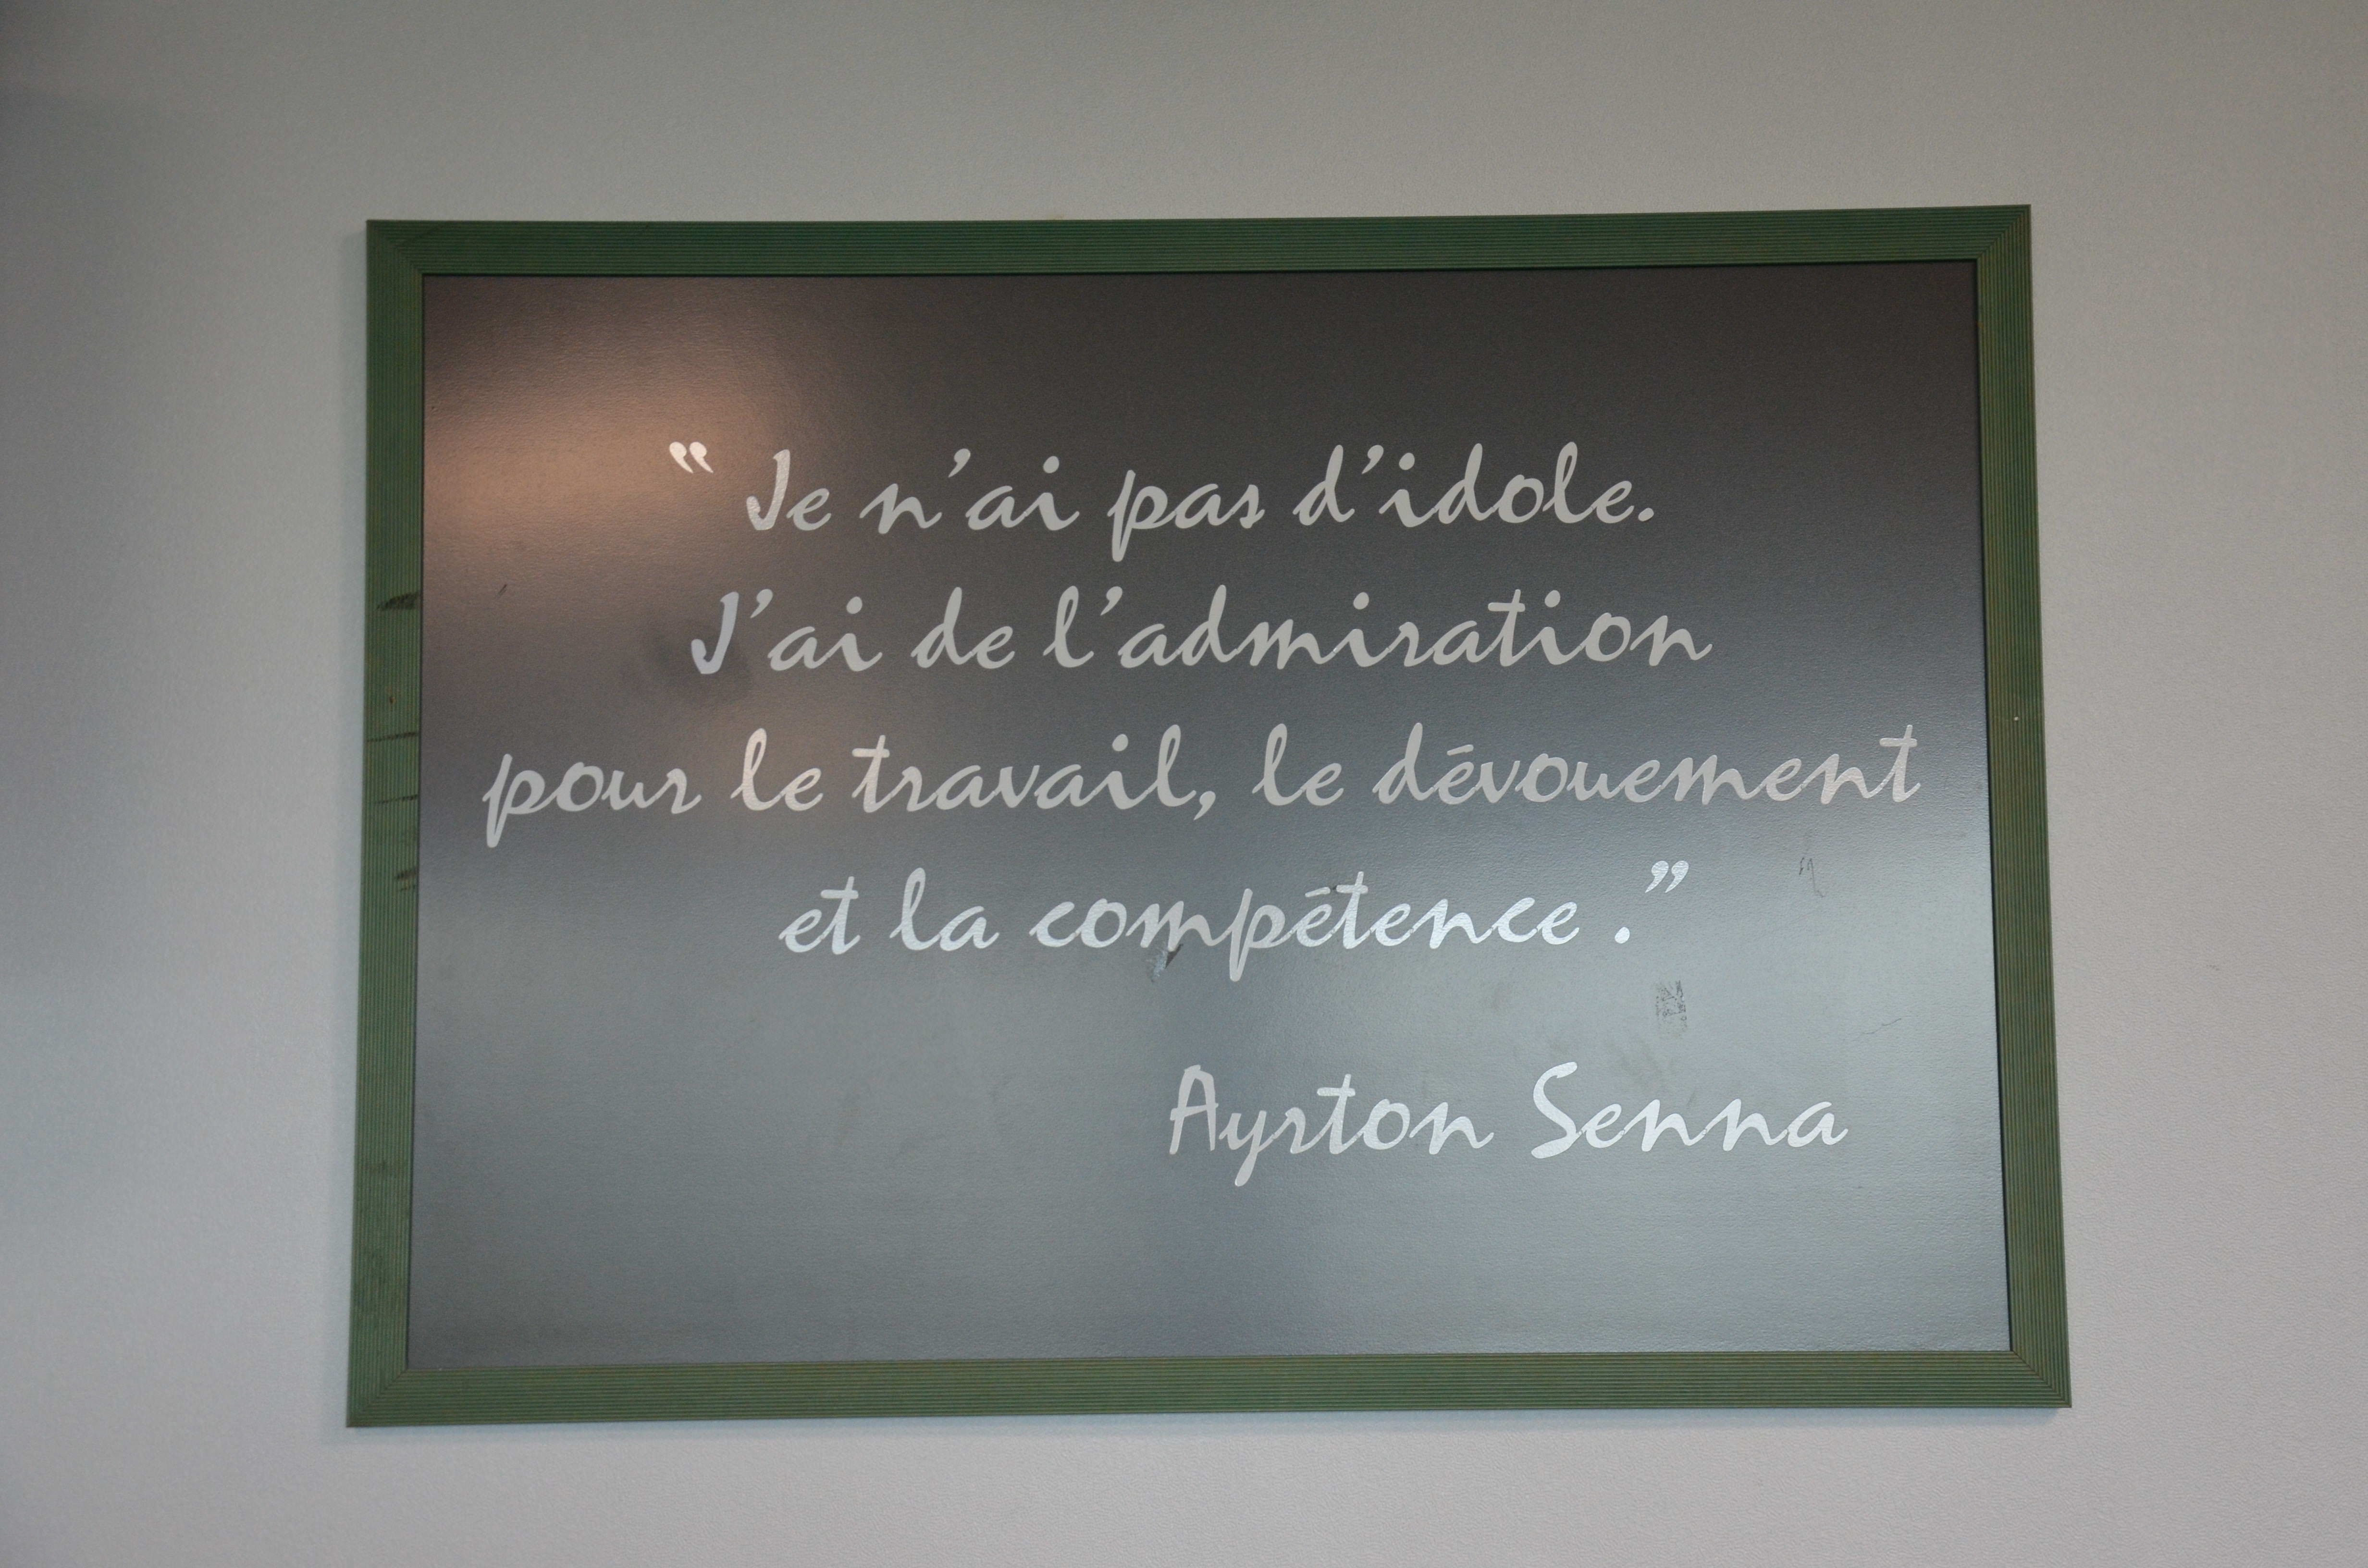 “ Je n’ai pas d’idole.
J’ai de l’admiration
pour le travail, le dévouement
et la compétence .”
Ayrton Senna